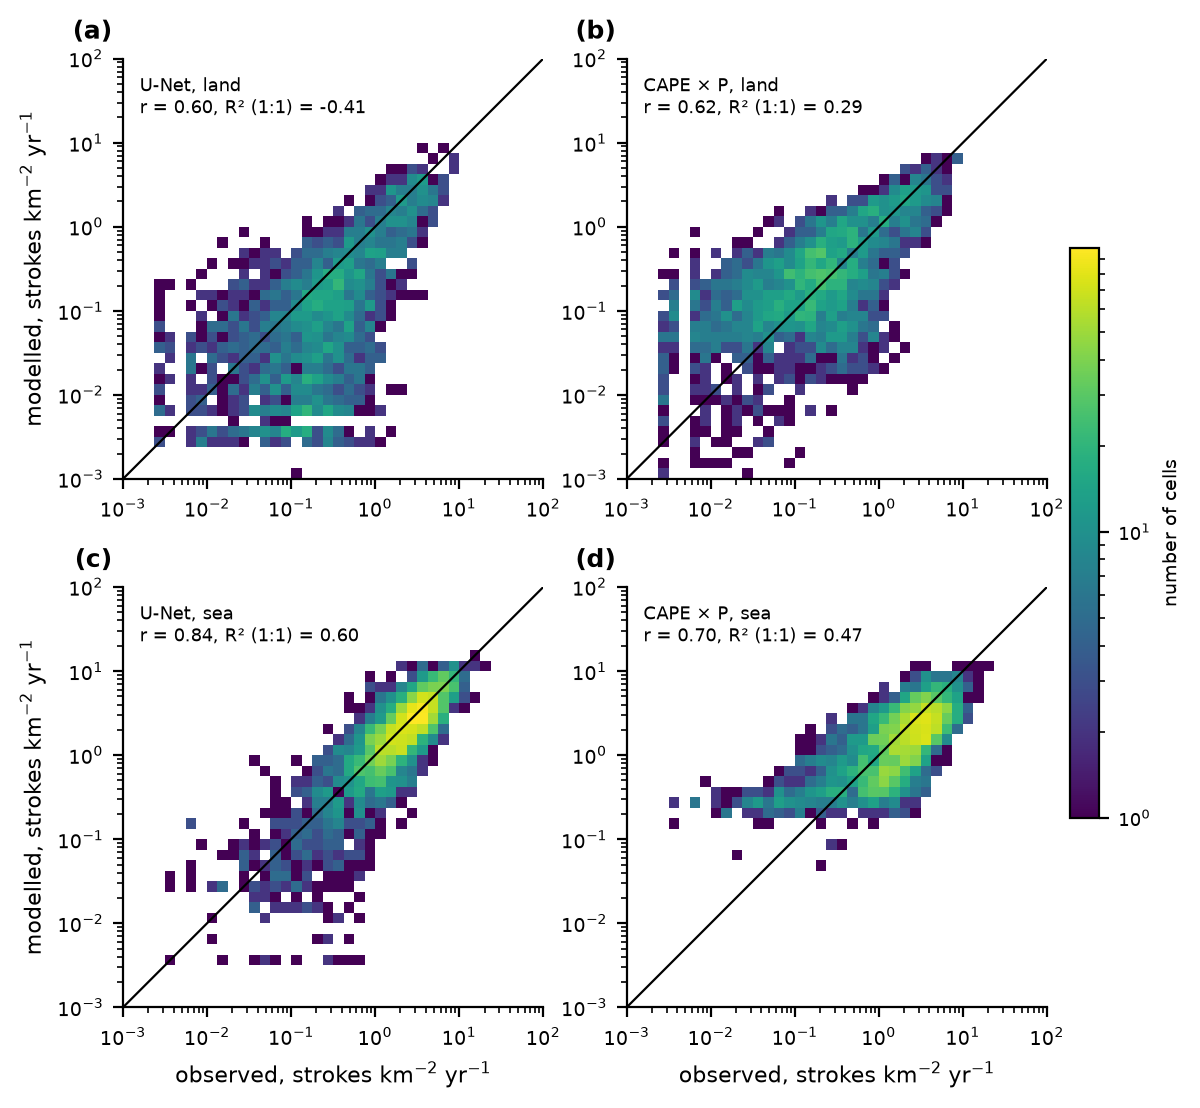 (a)
U-Net, land
r = 0.60, R² (1:1) = -0.41
modelled, strokes km⁻² yr⁻¹
10² 10¹ 10⁰ 10⁻¹ 10⁻² 10⁻³
10⁻³ 10⁻² 10⁻¹ 10⁰ 10¹ 10²
(b)
CAPE × P, land
r = 0.62, R² (1:1) = 0.29
10² 10¹ 10⁰ 10⁻¹ 10⁻² 10⁻³
10⁻³ 10⁻² 10⁻¹ 10⁰ 10¹ 10²
(c)
U-Net, sea
r = 0.84, R² (1:1) = 0.60
modelled, strokes km⁻² yr⁻¹
10² 10¹ 10⁰ 10⁻¹ 10⁻² 10⁻³
10⁻³ 10⁻² 10⁻¹ 10⁰ 10¹ 10²
observed, strokes km⁻² yr⁻¹
(d)
CAPE × P, sea
r = 0.70, R² (1:1) = 0.47
10² 10¹ 10⁰ 10⁻¹ 10⁻² 10⁻³
10⁻³ 10⁻² 10⁻¹ 10⁰ 10¹ 10²
observed, strokes km⁻² yr⁻¹
10¹
10⁰
number of cells